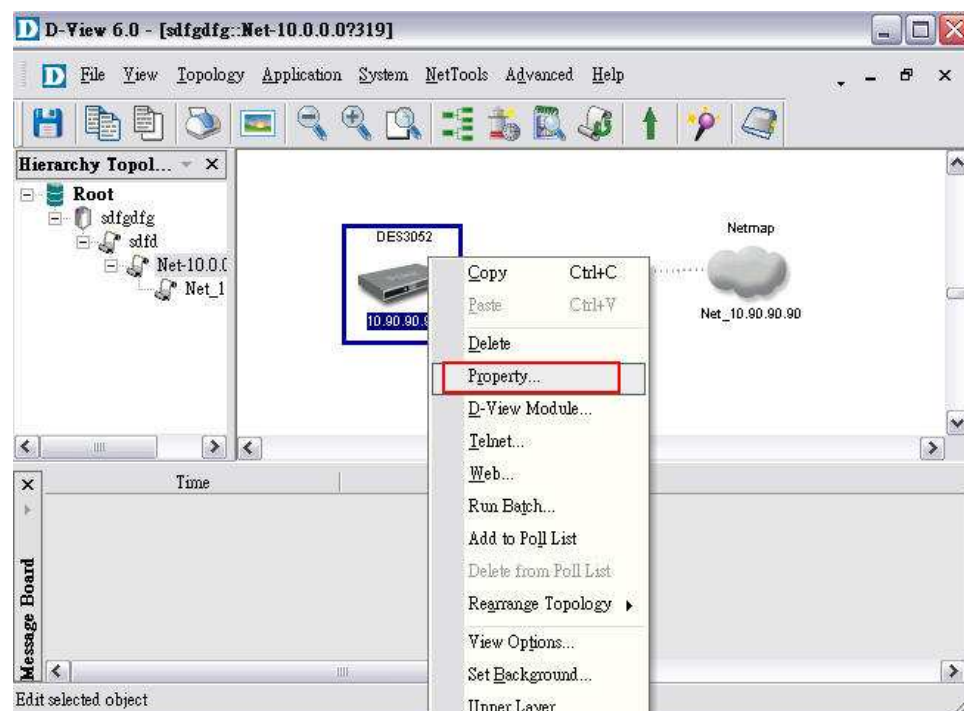 D-View 6.0 - [sdfgdfg::Net-10.0.0.0?319]
File View Topology Application System NetTools Advanced Help
Hierarchy Topol...
Root
sdfgdfg
sdfd
Net-10.0.0
Net_1
DES3052
10.90.90.9
Netmap
Net_10.90.90.90
Copy Ctrl+C
Paste Ctrl+V
Delete
Property...
D-View Module...
Telnet...
Web...
Run Batch...
Add to Poll List
Delete from Poll List
Rearrange Topology
View Options...
Set Background...
Upper Layer
Time
Message Board
Edit selected object